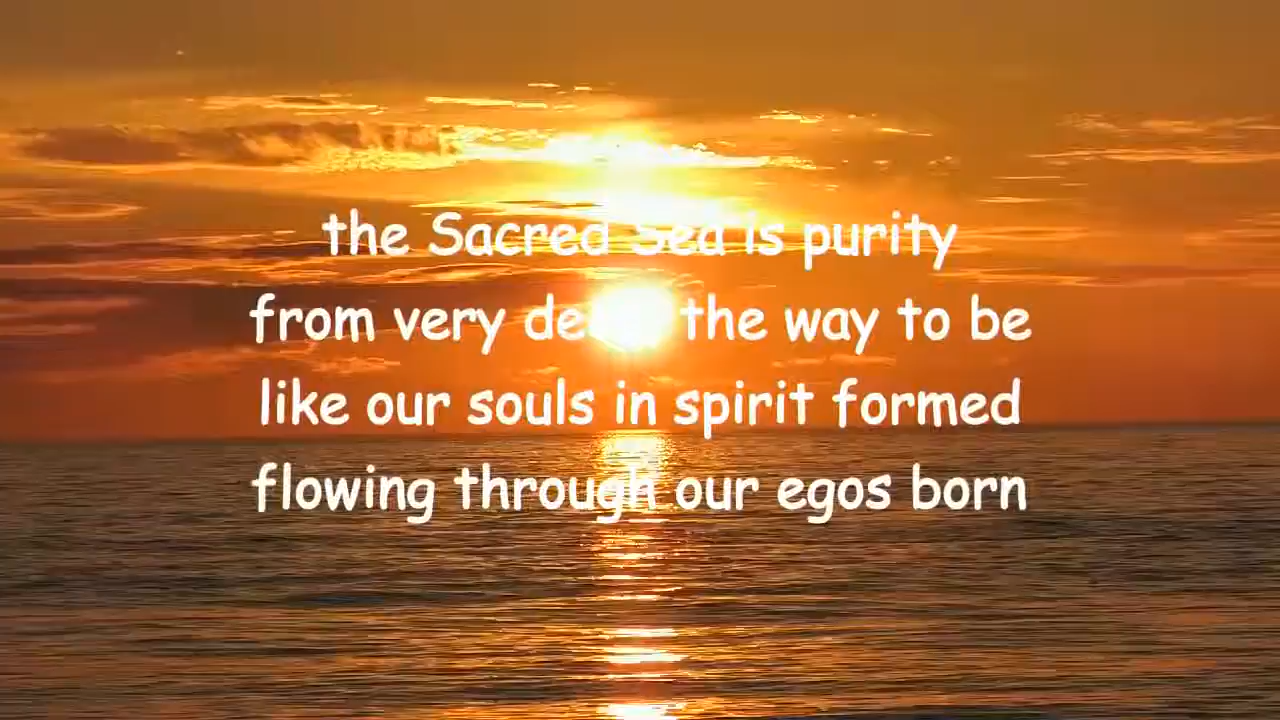 the Sacred Sea is purity
from very the way to be
like our souls in spirit formed
flowing through our egos born